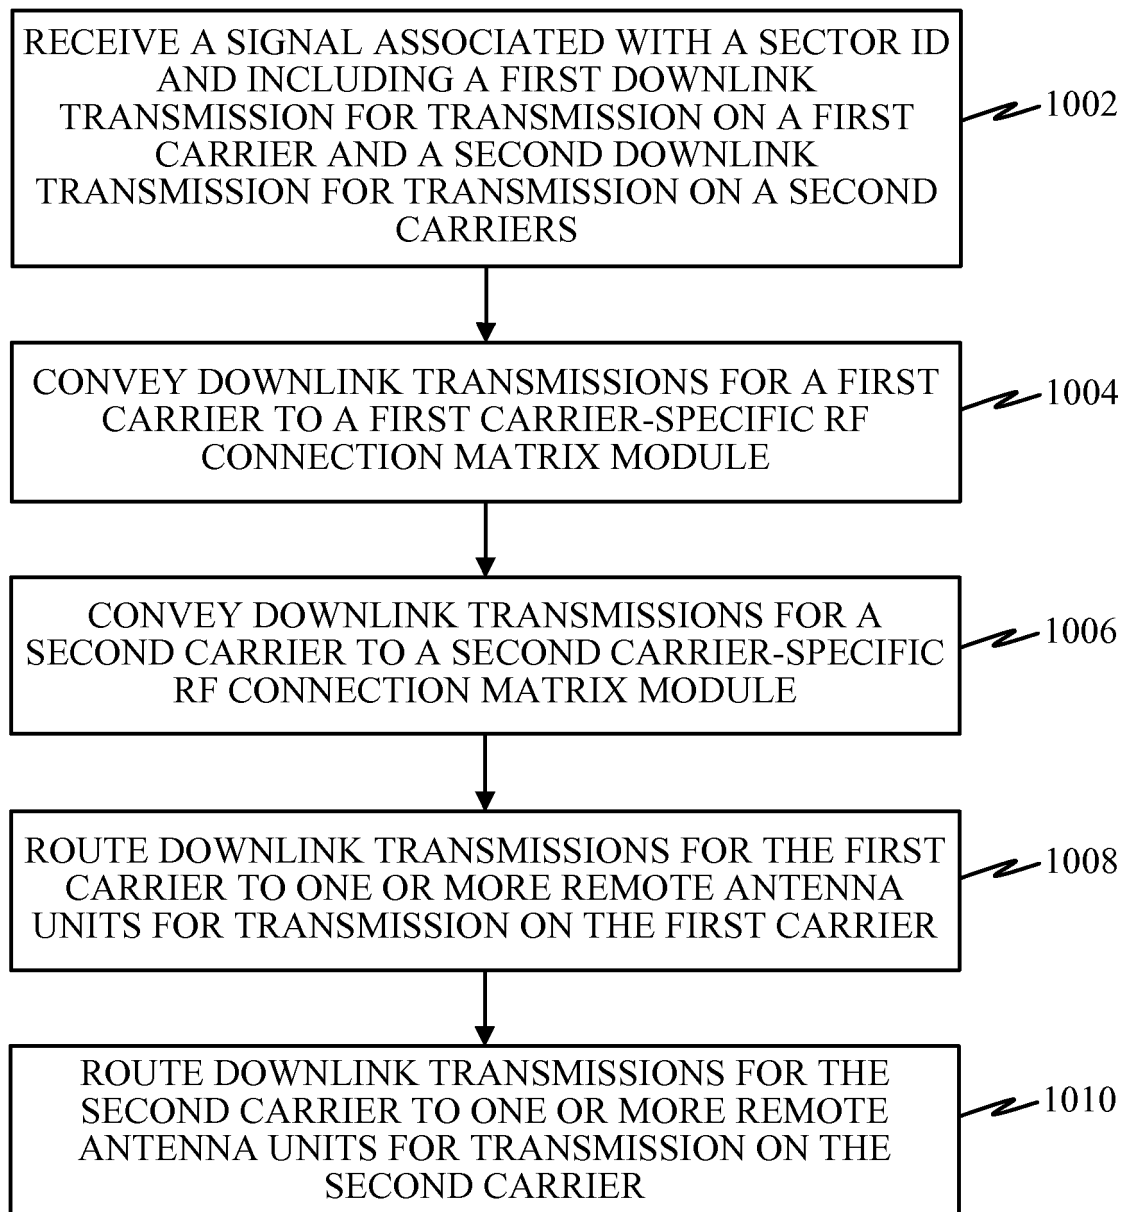 RECEIVE A SIGNAL ASSOCIATED WITH A SECTOR ID
AND INCLUDING A FIRST DOWNLINK
TRANSMISSION FOR TRANSMISSION ON A FIRST
CARRIER AND A SECOND DOWNLINK
TRANSMISSION FOR TRANSMISSION ON A SECOND
CARRIERS
1002
CONVEY DOWNLINK TRANSMISSIONS FOR A FIRST
CARRIER TO A FIRST CARRIER-SPECIFIC RF
CONNECTION MATRIX MODULE
1004
CONVEY DOWNLINK TRANSMISSIONS FOR A
SECOND CARRIER TO A SECOND CARRIER-SPECIFIC
RF CONNECTION MATRIX MODULE
1006
ROUTE DOWNLINK TRANSMISSIONS FOR THE FIRST
CARRIER TO ONE OR MORE REMOTE ANTENNA
UNITS FOR TRANSMISSION ON THE FIRST CARRIER
1008
ROUTE DOWNLINK TRANSMISSIONS FOR THE
SECOND CARRIER TO ONE OR MORE REMOTE
ANTENNA UNITS FOR TRANSMISSION ON THE
SECOND CARRIER
1010